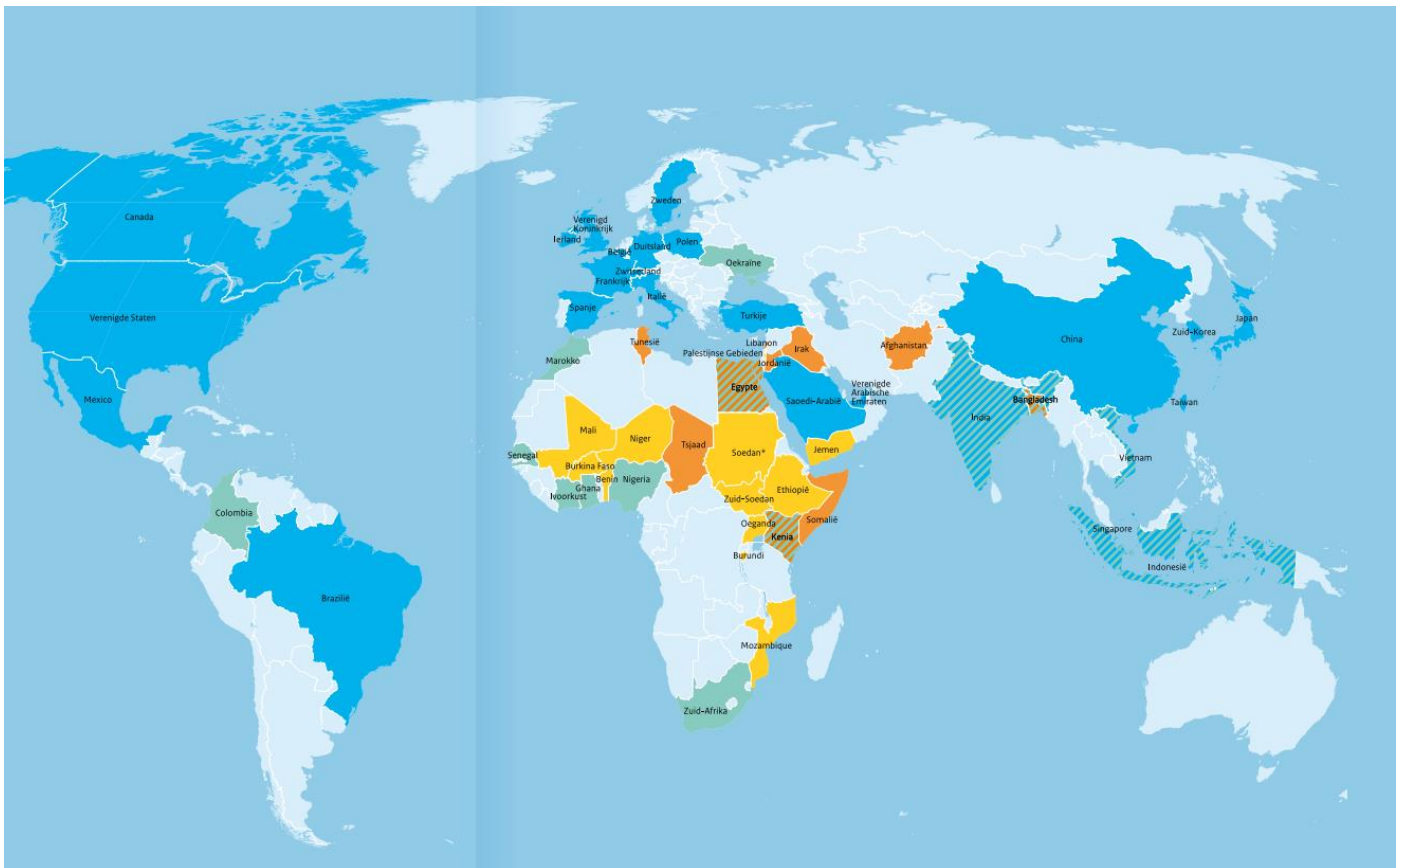 Canada
Verenigde Staten
Mexico
Colombia
Brazilië
Zweden
Verenigd
Koninkrijk
Ierland
België
Duitsland
Polen
Oekraïne
Zwitserland
Frankrijk
Italië
Spanje
Turkije
Marokko
Tunesië
Libanon
Palestijnse Gebieden
Irak
Jordanië
Afghanistan
Egypte
Saoedi-Arabië
Verenigde
Arabische
Emiraten
China
Zuid-Korea
Japan
Taiwan
India
Bangladesh
Vietnam
Singapore
Indonesië
Mali
Niger
Tsjaad
Soedan*
Jemen
Senegal
Burkina Faso
Benin
Nigeria
Ghana
Ivoorkust
Zuid-Soedan
Ethiopië
Somalië
Oeganda
Kenia
Burundi
Mozambique
Zuid-Afrika